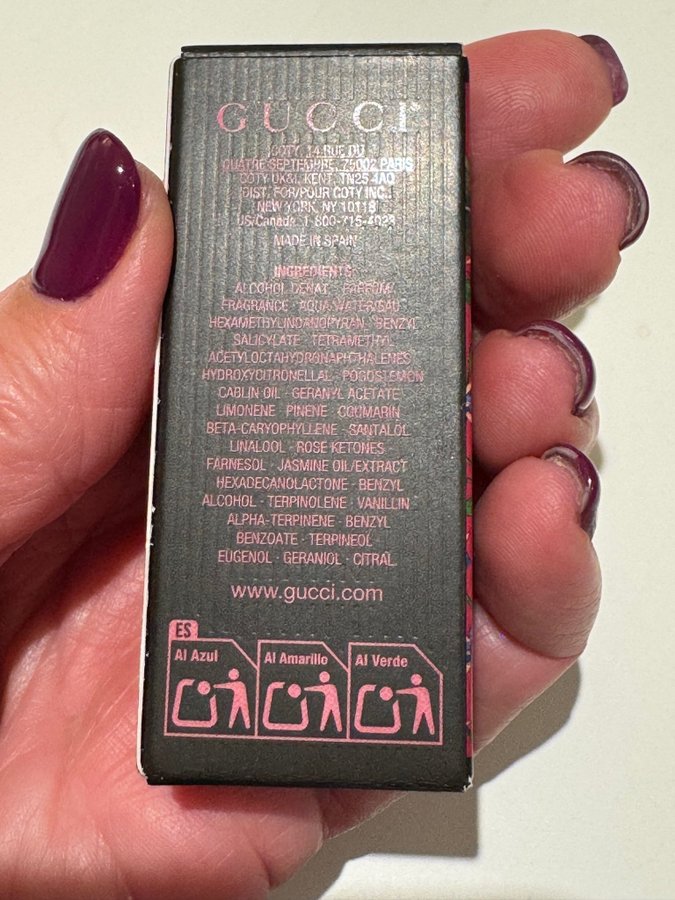 GUCCI
COTY, 14 RUE DU
QUATRE SEPTEMBRE, 75002 PARIS
COTY UK&I, KENT, TN25 4AQ
DIST. FOR/POUR COTY INC.,
NEW YORK, NY 10118
US/Canada: 1-800-715-4023
MADE IN SPAIN
INGREDIENTS:
ALCOHOL DENAT. · PARFUM/
FRAGRANCE · AQUA/WATER/EAU
HEXAMETHYLINDANOPYRAN · BENZYL
SALICYLATE · TETRAMETHYL
ACETYLOCTAHYDRONAPHTHALENES
HYDROXYCITRONELLAL · POGOSTEMON
CABLIN OIL · GERANYL ACETATE
LIMONENE · PINENE · COUMARIN
BETA-CARYOPHYLLENE · SANTALOL
LINALOOL · ROSE KETONES
FARNESOL · JASMINE OIL/EXTRACT
HEXADECANOLACTONE · BENZYL
ALCOHOL · TERPINOLENE · VANILLIN
ALPHA-TERPINENE · BENZYL
BENZOATE · TERPINEOL
EUGENOL · GERANIOL · CITRAL
www.gucci.com
ES
Al Azul Al Amarillo Al Verde